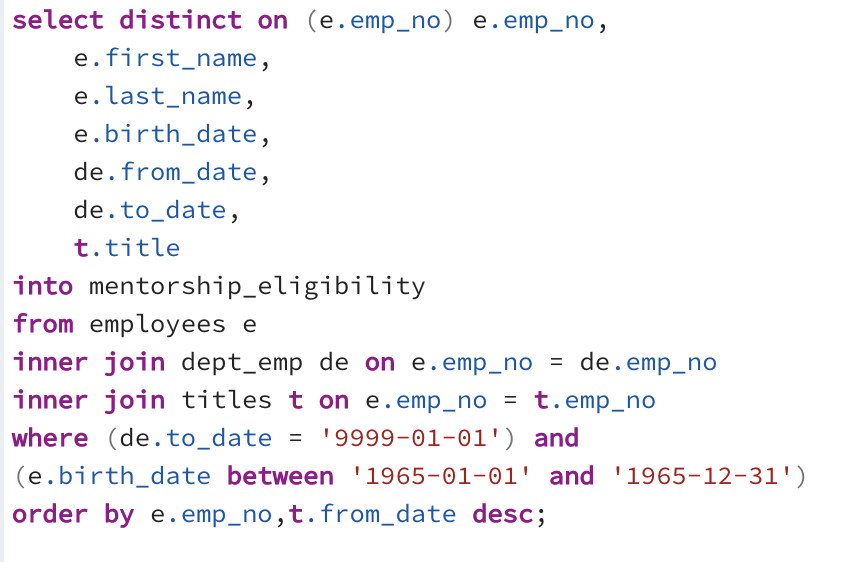 select distinct on (e.emp_no) e.emp_no,
    e.first_name,
    e.last_name,
    e.birth_date,
    de.from_date,
    de.to_date,
    t.title
into mentorship_eligibility
from employees e
inner join dept_emp de on e.emp_no = de.emp_no
inner join titles t on e.emp_no = t.emp_no
where (de.to_date = '9999-01-01') and
(e.birth_date between '1965-01-01' and '1965-12-31')
order by e.emp_no,t.from_date desc;